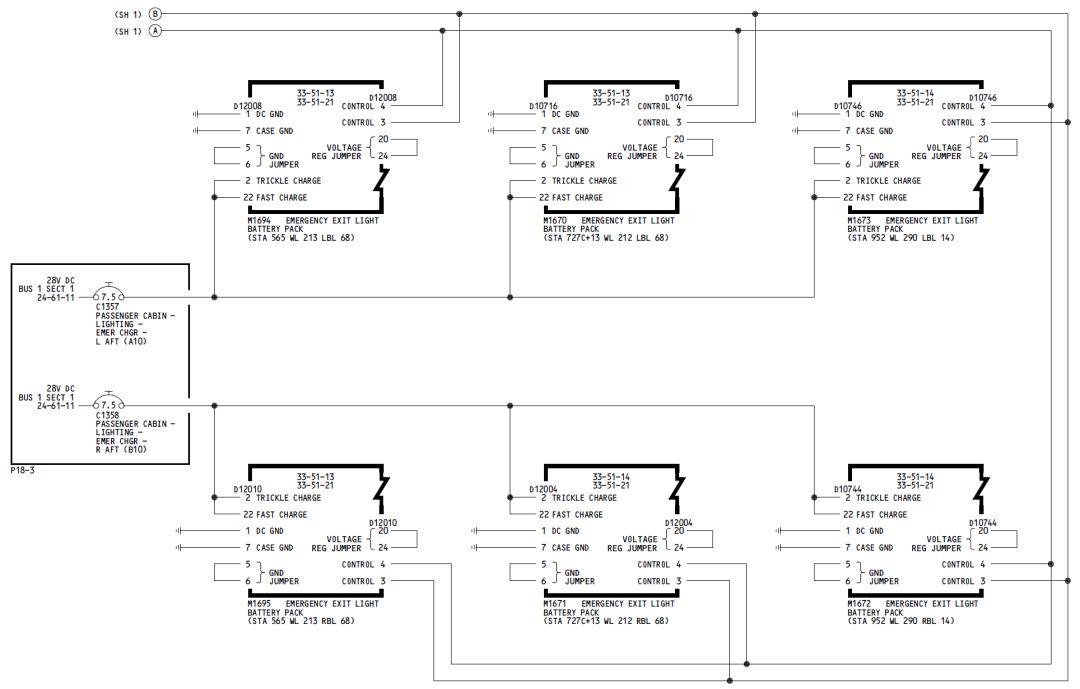 (SH 1) B
(SH 1) A
33-51-13
33-51-21
D12008
D12008
CONTROL 4
1 DC GND
CONTROL 3
7 CASE GND
20
VOLTAGE
REG JUMPER
24
5
GND
JUMPER
6
2 TRICKLE CHARGE
22 FAST CHARGE
M1694 EMERGENCY EXIT LIGHT
BATTERY PACK
(STA 565 WL 213 LBL 68)
33-51-13
33-51-21
D10716
D10716
CONTROL 4
1 DC GND
CONTROL 3
7 CASE GND
20
VOLTAGE
REG JUMPER
24
5
GND
JUMPER
6
2 TRICKLE CHARGE
22 FAST CHARGE
M1670 EMERGENCY EXIT LIGHT
BATTERY PACK
(STA 727C+13 WL 212 LBL 68)
33-51-14
33-51-21
D10746
D10746
CONTROL 4
1 DC GND
CONTROL 3
7 CASE GND
20
VOLTAGE
REG JUMPER
24
5
GND
JUMPER
6
2 TRICKLE CHARGE
22 FAST CHARGE
M1673 EMERGENCY EXIT LIGHT
BATTERY PACK
(STA 952 WL 290 LBL 14)
28V DC
BUS 1 SECT 1
24-61-11
7.5
C1357
PASSENGER CABIN -
LIGHTING -
EMER CHGR -
L AFT (A10)
28V DC
BUS 1 SECT 1
24-61-11
7.5
C1358
PASSENGER CABIN -
LIGHTING -
EMER CHGR -
R AFT (B10)
P18-3
33-51-13
33-51-21
D12010
2 TRICKLE CHARGE
22 FAST CHARGE
D12010
1 DC GND
20
VOLTAGE
REG JUMPER
7 CASE GND
24
5
GND
JUMPER
6
CONTROL 4
CONTROL 3
M1695 EMERGENCY EXIT LIGHT
BATTERY PACK
(STA 565 WL 213 RBL 68)
33-51-14
33-51-21
D12004
2 TRICKLE CHARGE
22 FAST CHARGE
D12004
1 DC GND
20
VOLTAGE
REG JUMPER
7 CASE GND
24
5
GND
JUMPER
6
CONTROL 4
CONTROL 3
M1671 EMERGENCY EXIT LIGHT
BATTERY PACK
(STA 727C+13 WL 212 RBL 68)
33-51-14
33-51-21
D10744
2 TRICKLE CHARGE
22 FAST CHARGE
D10744
1 DC GND
20
VOLTAGE
REG JUMPER
7 CASE GND
24
5
GND
JUMPER
6
CONTROL 4
CONTROL 3
M1672 EMERGENCY EXIT LIGHT
BATTERY PACK
(STA 952 WL 290 RBL 14)